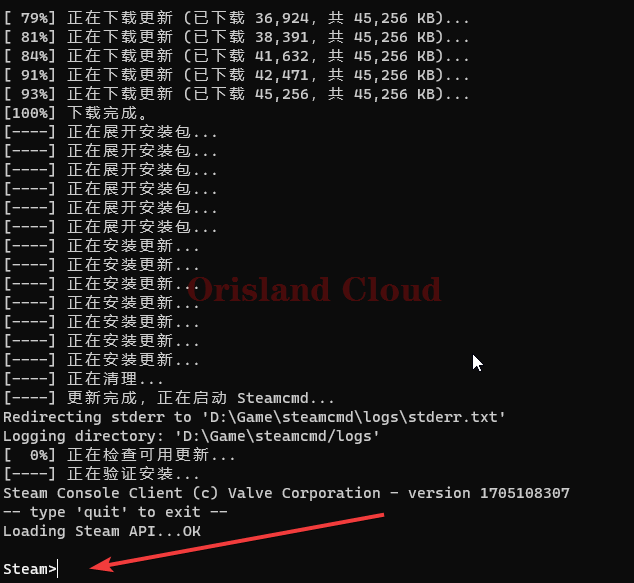 [ 79%] 正在下载更新 (已下载 36,924, 共 45,256 KB)...
[ 81%] 正在下载更新 (已下载 38,391, 共 45,256 KB)...
[ 84%] 正在下载更新 (已下载 41,632, 共 45,256 KB)...
[ 91%] 正在下载更新 (已下载 42,471, 共 45,256 KB)...
[ 93%] 正在下载更新 (已下载 45,256, 共 45,256 KB)...
[100%] 下载完成。
[----] 正在展开安装包...
[----] 正在展开安装包...
[----] 正在展开安装包...
[----] 正在展开安装包...
[----] 正在展开安装包...
[----] 正在展开安装包...
[----] 正在安装更新...
[----] 正在安装更新...
[----] 正在安装更新...
Orisland Cloud
[----] 正在安装更新...
[----] 正在安装更新...
[----] 正在安装更新...
[----] 正在安装更新...
[----] 正在清理...
[----] 更新完成, 正在启动 Steamcmd...
Redirecting stderr to 'D:\Game\steamcmd\logs\stderr.txt'
Logging directory: 'D:\Game\steamcmd/logs'
[  0%] 正在检查可用更新...
[----] 正在验证安装...
Steam Console Client (c) Valve Corporation - version 1705108307
-- type 'quit' to exit --
Loading Steam API...OK
Steam>